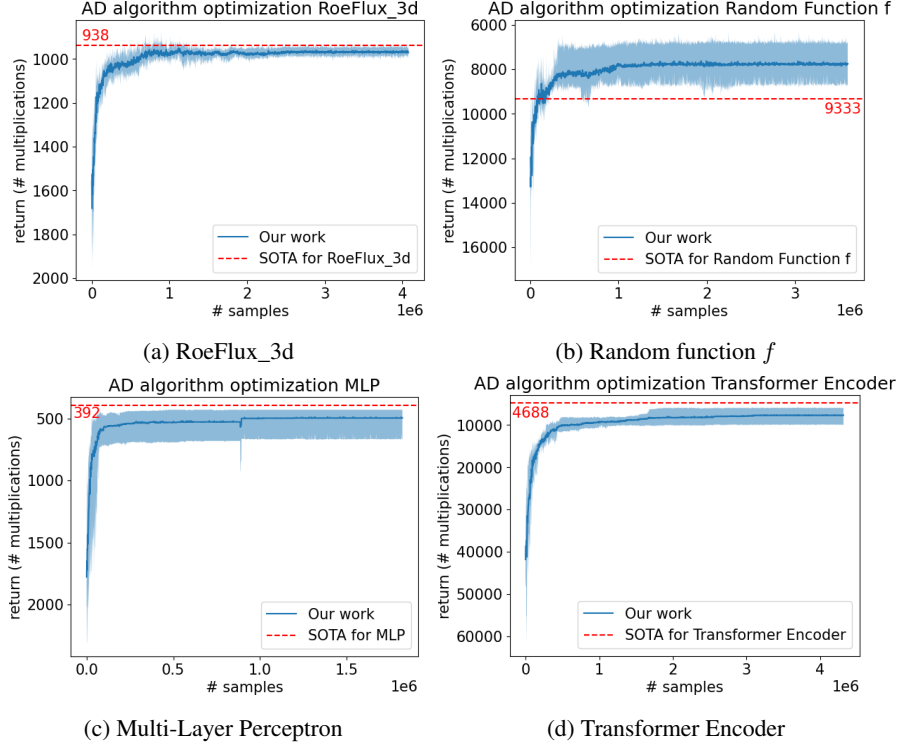 AD algorithm optimization RoeFlux_3d
938
1000
1200
1400
1600
1800
2000
return (# multiplications)
Our work
SOTA for RoeFlux_3d
0 1 2 3 4
# samples 1e6
(a) RoeFlux_3d
AD algorithm optimization Random Function f
6000
8000
10000
12000
14000
16000
return (# multiplications)
9333
Our work
SOTA for Random Function f
0 1 2 3
# samples 1e6
(b) Random function f
AD algorithm optimization MLP
392
500
1000
1500
2000
return (# multiplications)
Our work
SOTA for MLP
0.0 0.5 1.0 1.5
# samples 1e6
(c) Multi-Layer Perceptron
AD algorithm optimization Transformer Encoder
4688
10000
20000
30000
40000
50000
60000
return (# multiplications)
Our work
SOTA for Transformer Encoder
0 1 2 3 4
# samples 1e6
(d) Transformer Encoder